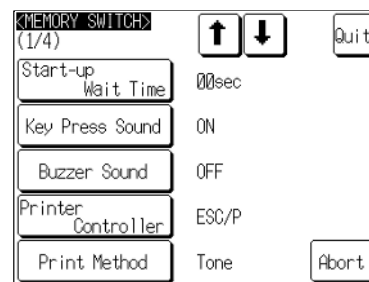 <MEMORY SWITCH>
(1/4)
Quit
Start-up
Wait Time
00sec
Key Press Sound
ON
Buzzer Sound
OFF
Printer
Controller
ESC/P
Print Method
Tone
Abort